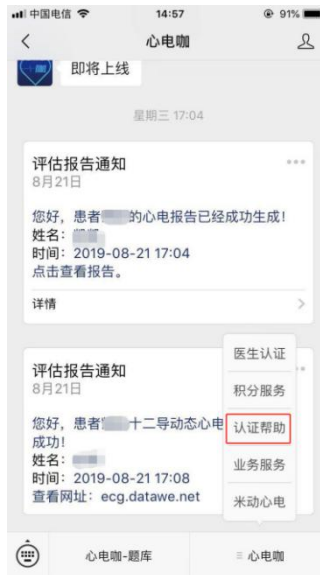 中国电信
14:57
91%
心电咖
即将上线
星期三 17:04
评估报告通知
8月21日
您好，患者 的心电报告已经成功生成！
姓名：
时间：2019-08-21 17:04
点击查看报告。
详情
评估报告通知
8月21日
您好，患者 十二导动态心电
成功！
姓名：
时间：2019-08-21 17:08
查看网址：ecg.datawe.net
医生认证
积分服务
认证帮助
业务服务
米动心电
心电咖-题库
心电咖